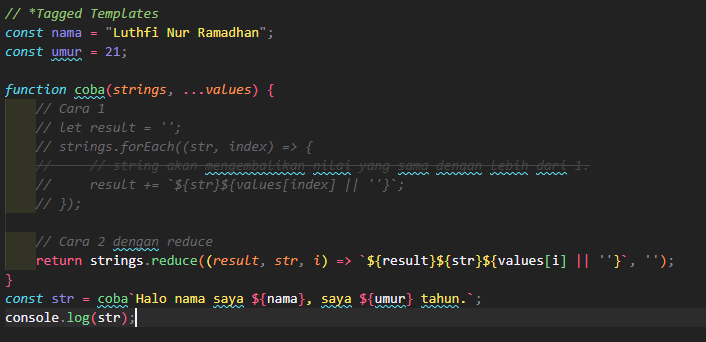 // *Tagged Templates
const nama = "Luthfi Nur Ramadhan";
const umur = 21;
function coba(strings, ...values) {
// Cara 1
// let result = '';
// strings.forEach((str, index) => {
//     // string akan mengembalikan nilai yang sama dengan lebih dari 1.
//     result += `${str}${values[index] || ''}`;
// });
// Cara 2 dengan reduce
return strings.reduce((result, str, i) => `${result}${str}${values[i] || ''}`, '');
}
const str = coba`Halo nama saya ${nama}, saya ${umur} tahun.`;
console.log(str);